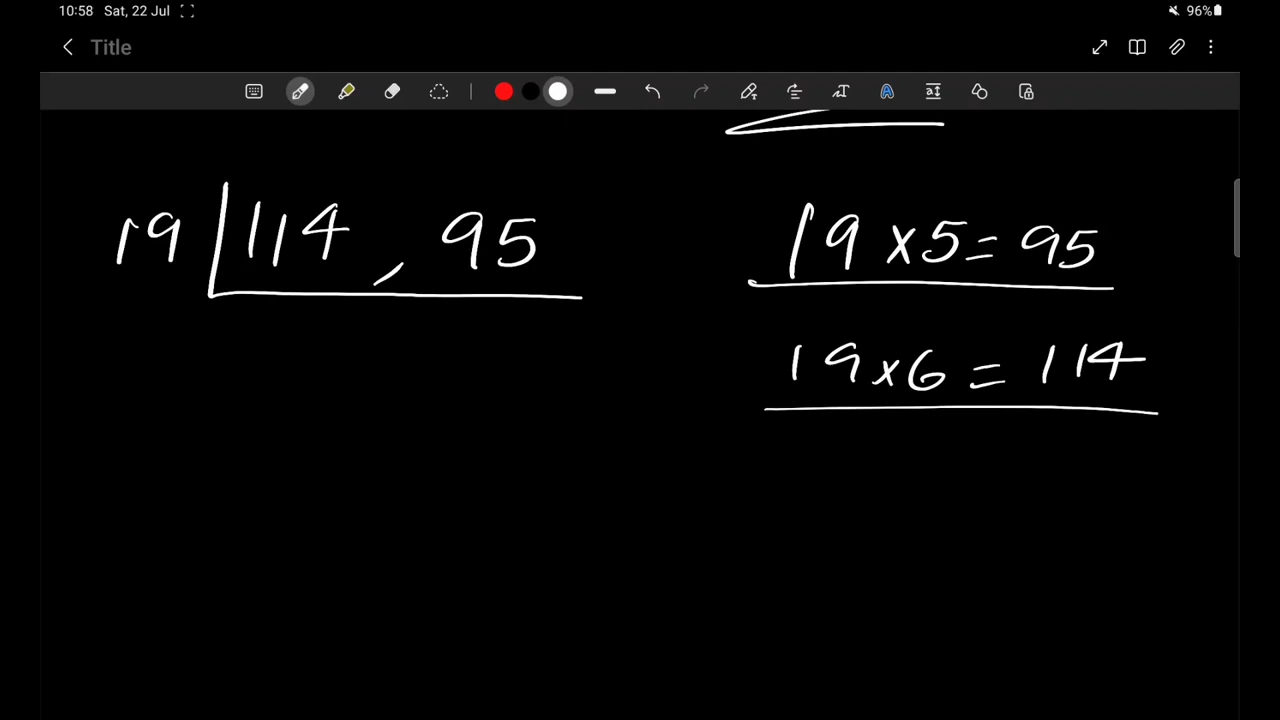 10:58 Sat, 22 Jul 96%
Title
19 114, 95
19 × 5 = 95
19 × 6 = 114